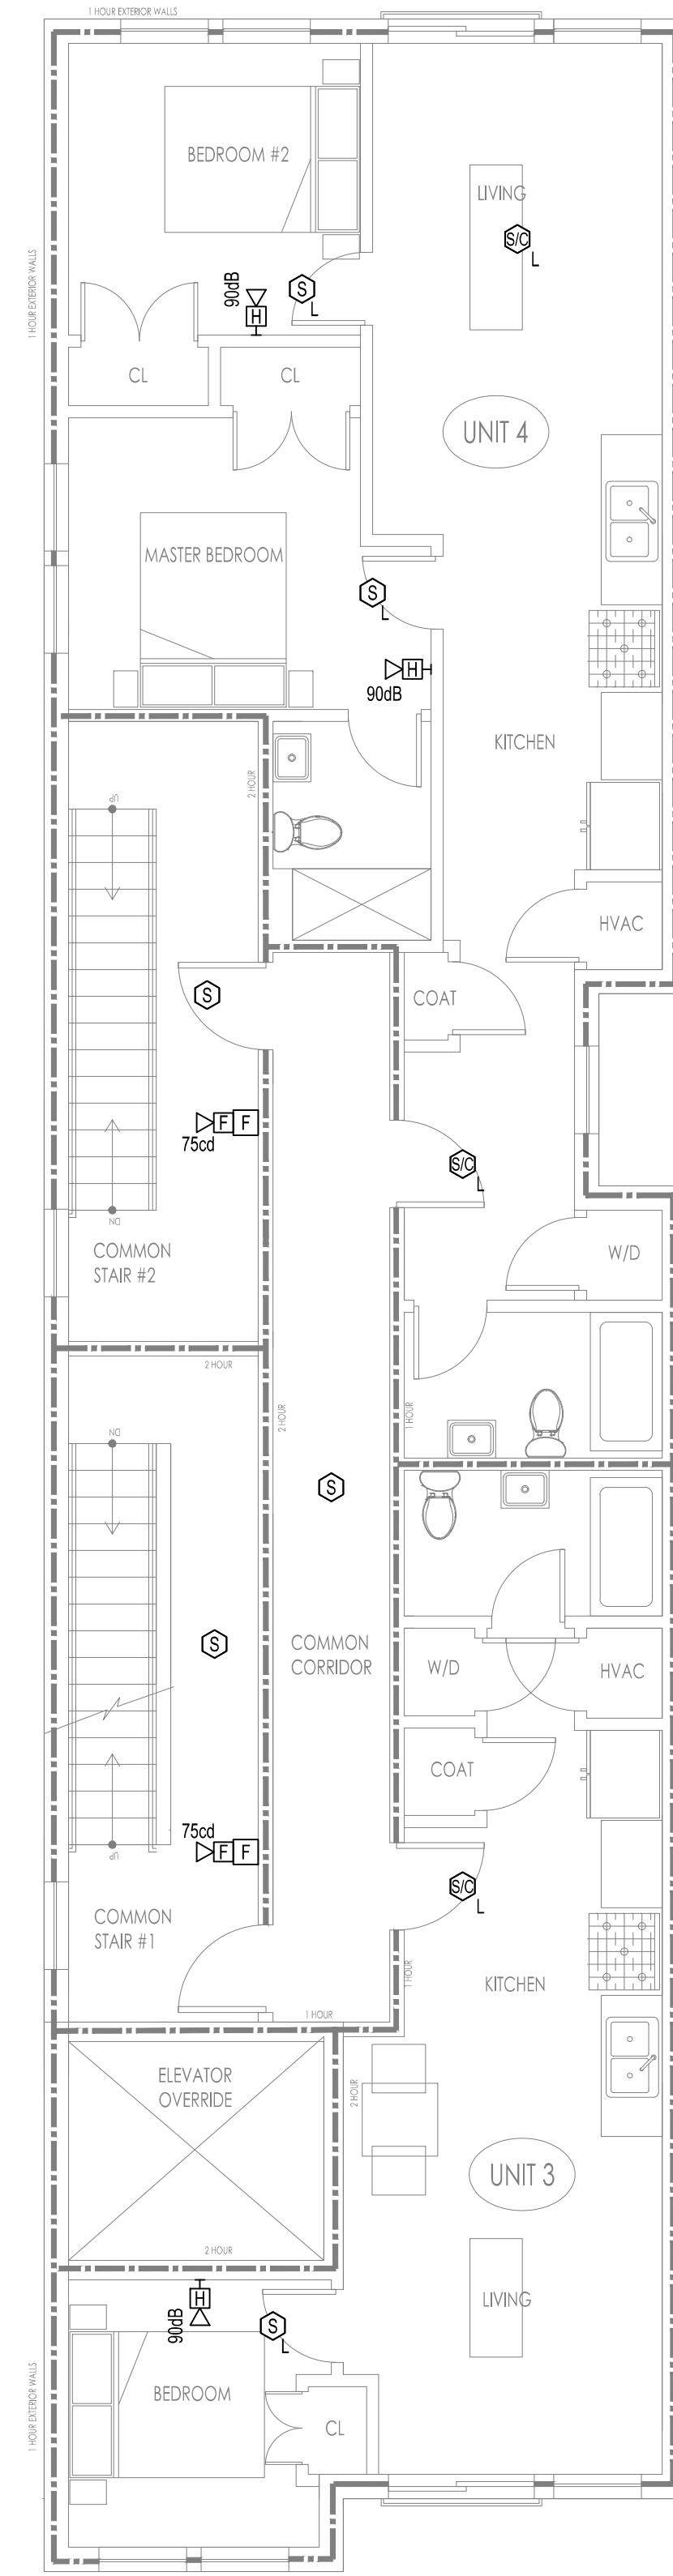 1 HOUR EXTERIOR WALLS
BEDROOM #2
LIVING
S/C
L
1 HOUR EXTERIOR WALLS
90dB
H
S
L
CL
CL
UNIT 4
MASTER BEDROOM
S
L
H
90dB
KITCHEN
2 HOUR
UP
HVAC
S
COAT
F F
75cd
S/C
L
DN
COMMON
STAIR #2
W/D
2 HOUR
2 HOUR
1 HOUR
DN
S
S
COMMON
CORRIDOR
W/D
HVAC
COAT
75cd
F F
UP
S/C
L
COMMON
STAIR #1
KITCHEN
1 HOUR
1 HOUR
ELEVATOR
OVERRIDE
2 HOUR
UNIT 3
2 HOUR
H
90dB
LIVING
S
L
1 HOUR EXTERIOR WALLS
BEDROOM
CL